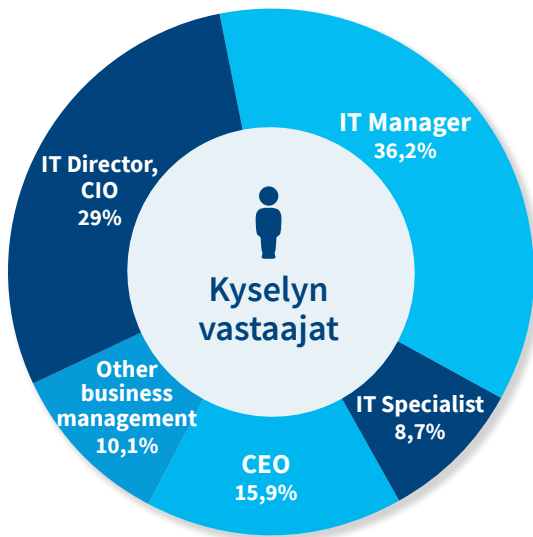 IT Manager
36,2%
IT Director,
CIO
29%
Kyselyn
vastaajat
Other
business
management
10,1%
IT Specialist
8,7%
CEO
15,9%